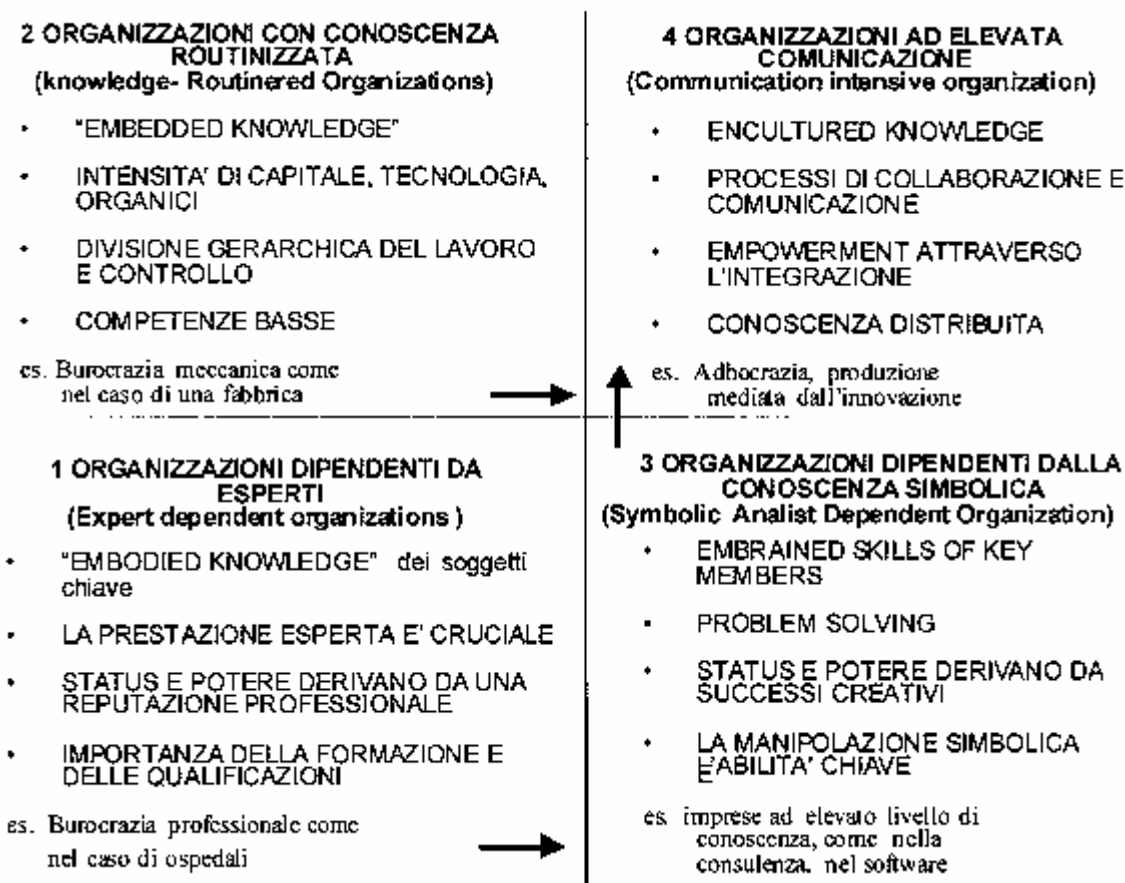 2 ORGANIZZAZIONI CON CONOSCENZA
ROUTINIZZATA
(knowledge- Routinered Organizations)
• "EMBEDDED KNOWLEDGE"
• INTENSITA' DI CAPITALE, TECNOLOGIA,
ORGANICI
• DIVISIONE GERARCHICA DEL LAVORO
E CONTROLLO
• COMPETENZE BASSE
es. Burocrazia meccanica come
nel caso di una fabbrica
4 ORGANIZZAZIONI AD ELEVATA
COMUNICAZIONE
(Communication intensive organization)
• ENCULTURED KNOWLEDGE
• PROCESSI DI COLLABORAZIONE E
COMUNICAZIONE
• EMPOWERMENT ATTRAVERSO
L'INTEGRAZIONE
• CONOSCENZA DISTRIBUITA
es. Adhocrazia, produzione
mediata dall'innovazione
1 ORGANIZZAZIONI DIPENDENTI DA
ESPERTI
(Expert dependent organizations )
• "EMBODIED KNOWLEDGE" dei soggetti
chiave
• LA PRESTAZIONE ESPERTA E' CRUCIALE
• STATUS E POTERE DERIVANO DA UNA
REPUTAZIONE PROFESSIONALE
• IMPORTANZA DELLA FORMAZIONE E
DELLE QUALIFICAZIONI
es. Burocrazia professionale come
nel caso di ospedali
3 ORGANIZZAZIONI DIPENDENTI DALLA
CONOSCENZA SIMBOLICA
(Symbolic Analist Dependent Organization)
• EMBRAINED SKILLS OF KEY
MEMBERS
• PROBLEM SOLVING
• STATUS E POTERE DERIVANO DA
SUCCESSI CREATIVI
• LA MANIPOLAZIONE SIMBOLICA
E'ABILITA' CHIAVE
es. imprese ad elevato livello di
conoscenza, come nella
consulenza, nel software